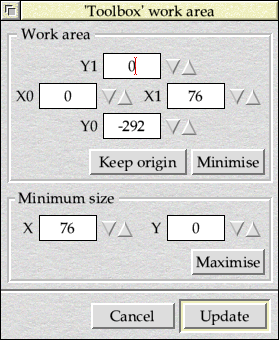 'Toolbox' work area
Work area
Y1 0
X0 0 X1 76
Y0 -292
Keep origin Minimise
Minimum size
X 76 Y 0
Maximise
Cancel Update